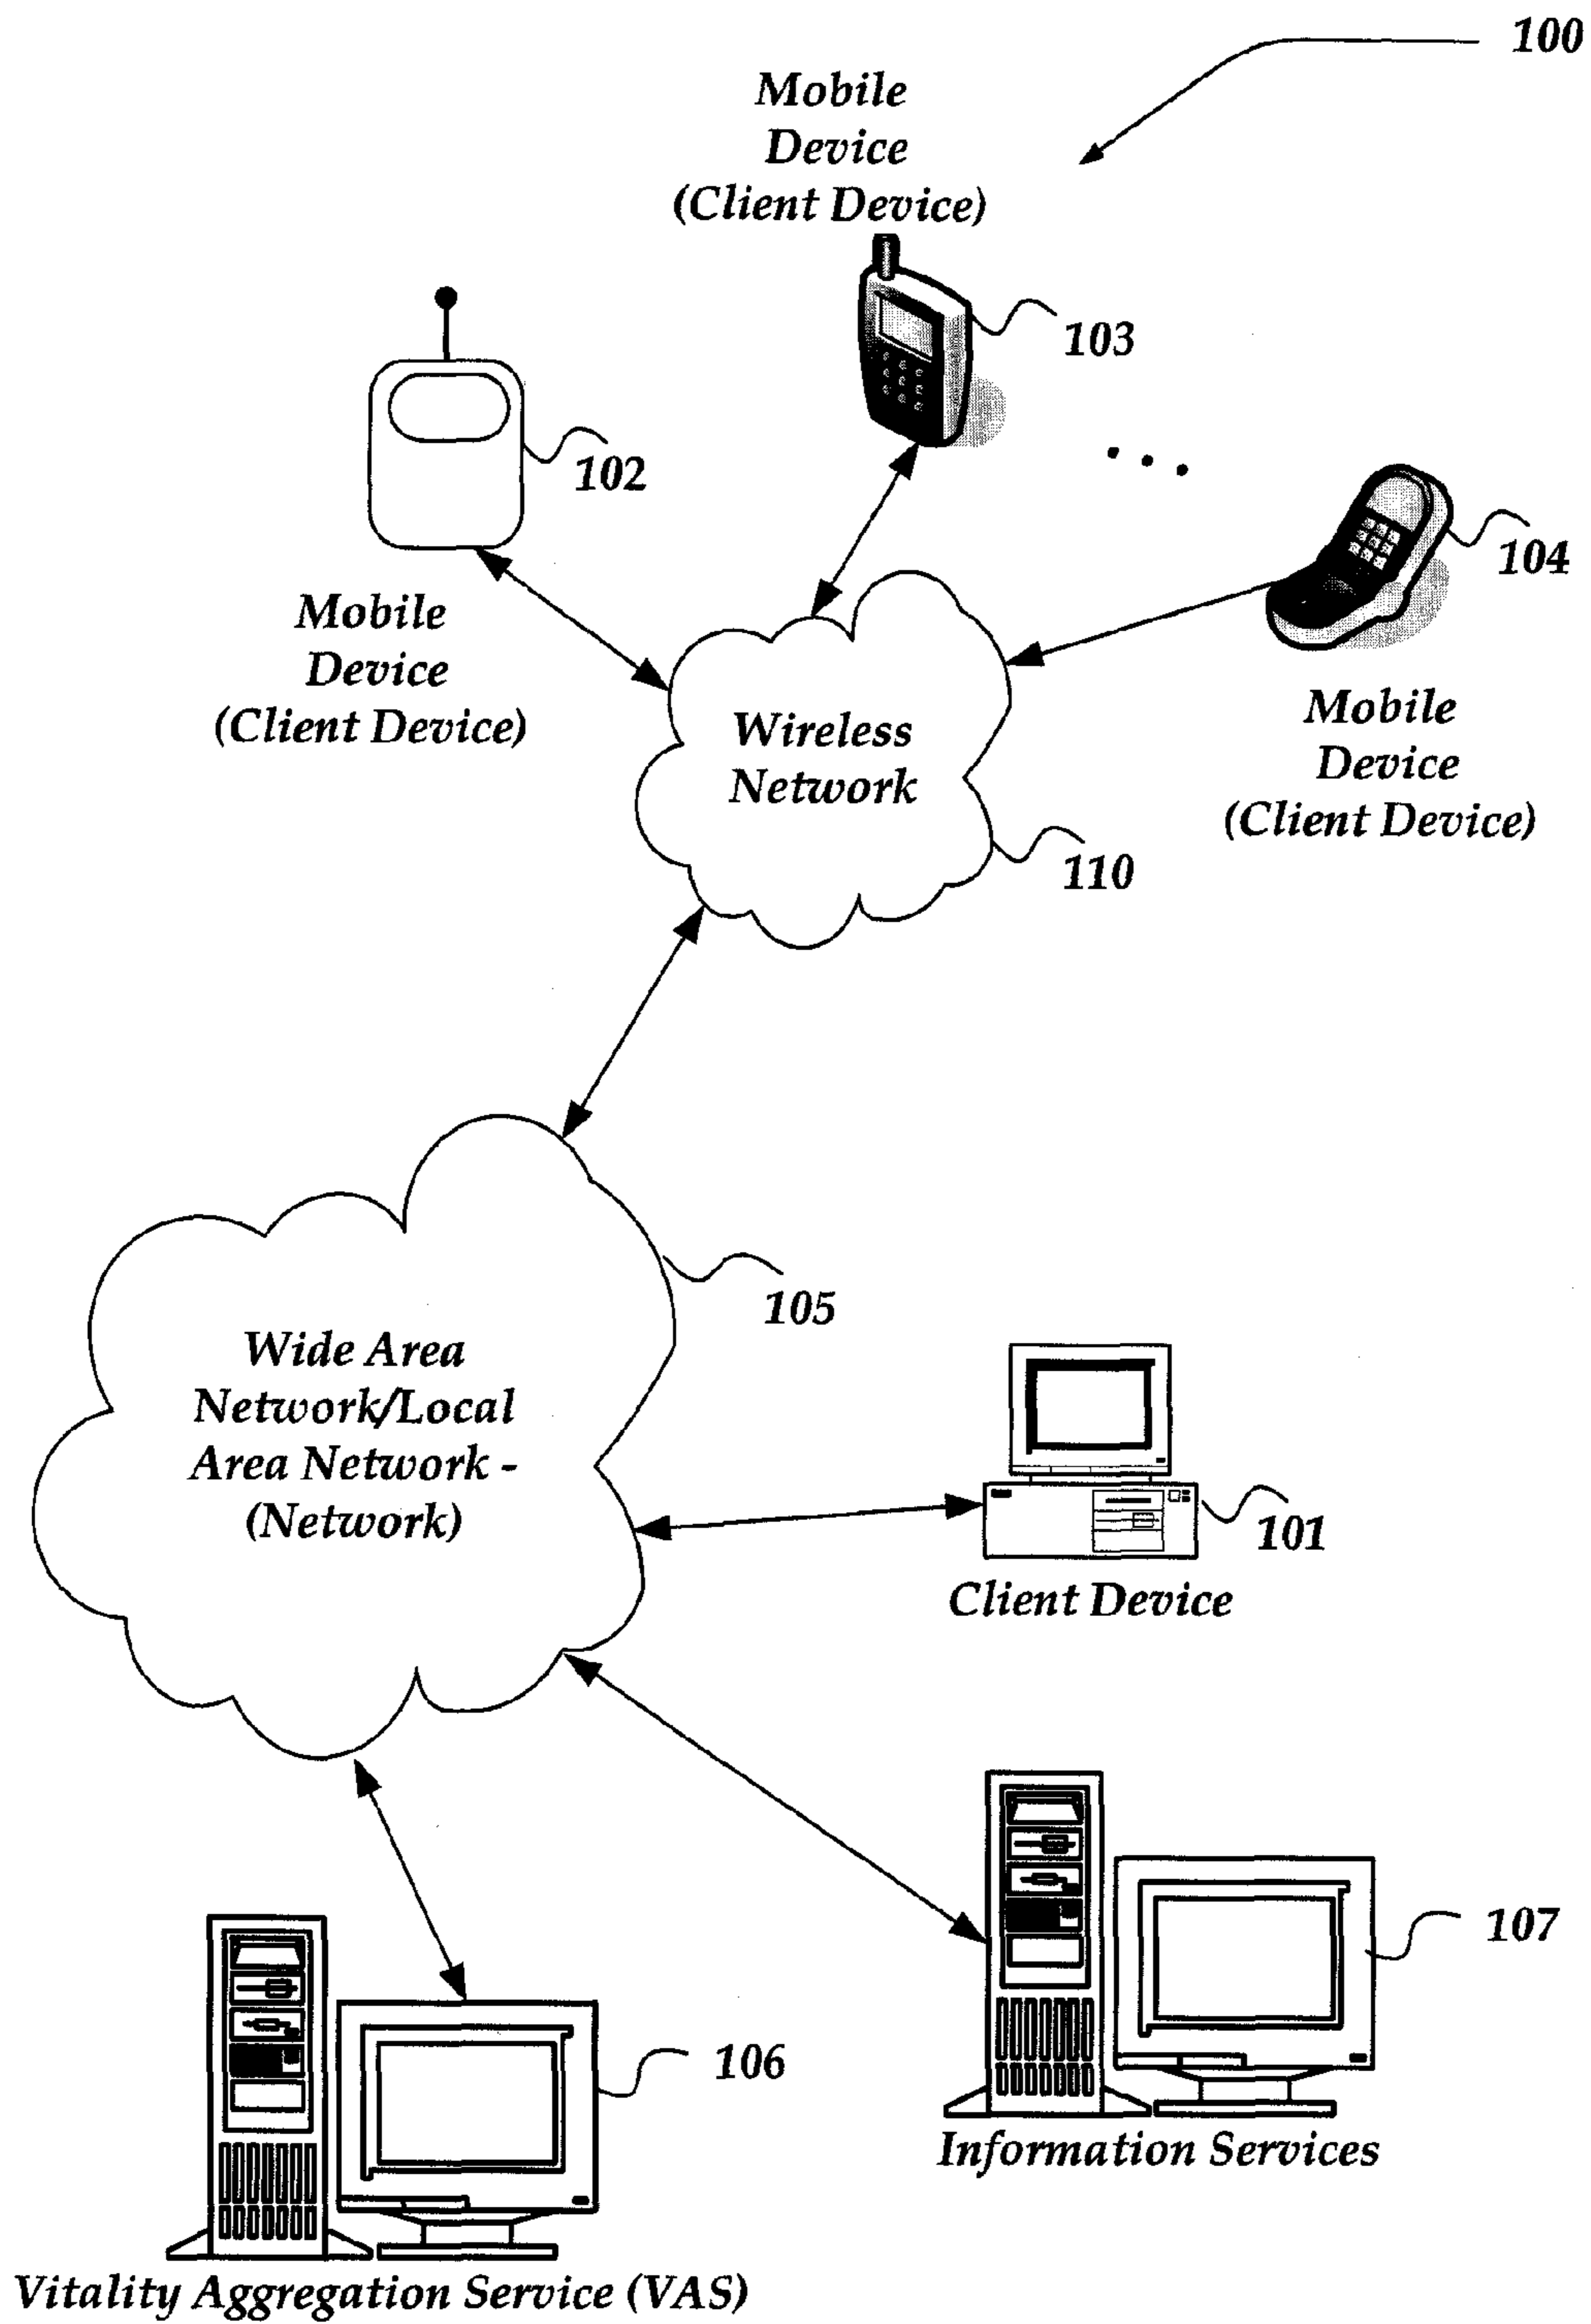 100
Mobile
Device
(Client Device)
103
102
104
Mobile
Device
(Client Device)
Mobile
Device
(Client Device)
Wireless
Network
110
105
Wide Area
Network/Local
Area Network -
(Network)
101
Client Device
107
106
Information Services
Vitality Aggregation Service (VAS)